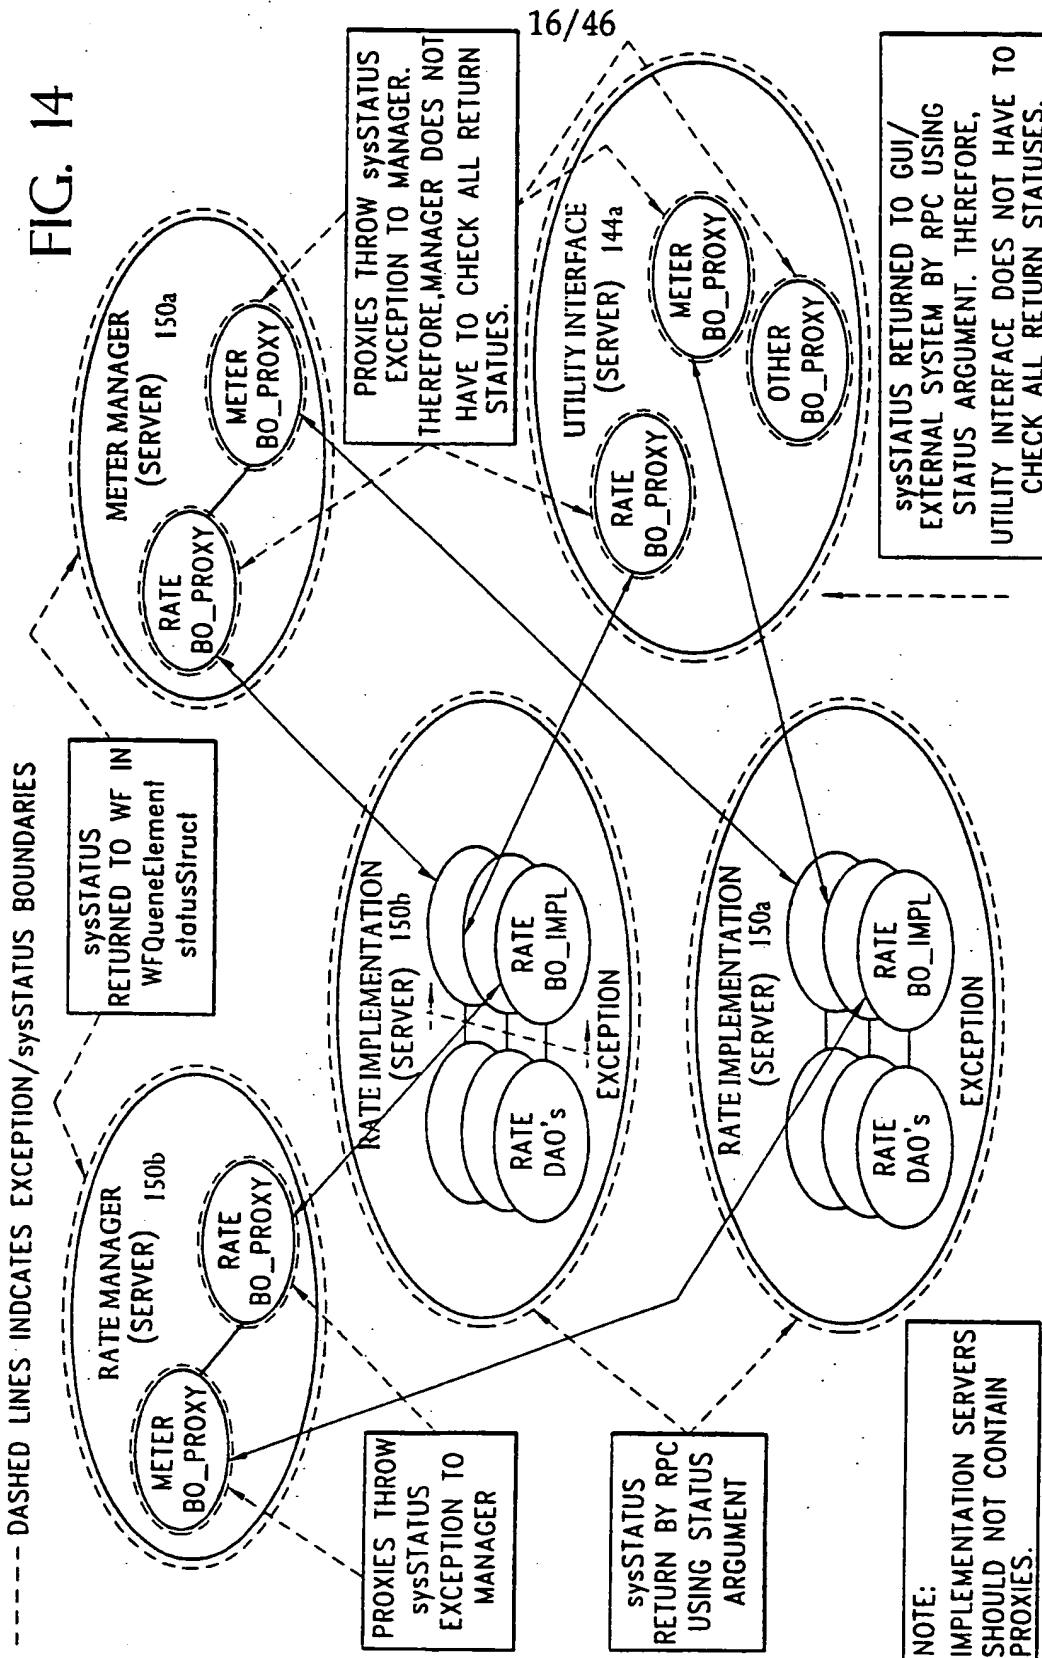 16/46
FIG. 14
---- DASHED LINES INDCATES EXCEPTION/sysSTATUS BOUNDARIES
sysSTATUS
RETURNED TO WF IN
WFQueneElement
statusStruct
RATE MANAGER
(SERVER) 150b
METER
BO_PROXY
RATE
BO_PROXY
METER MANAGER
(SERVER) 150a
RATE
BO_PROXY
METER
BO_PROXY
PROXIES THROW
sysSTATUS
EXCEPTION TO
MANAGER
RATE IMPLEMENTATION
(SERVER) 150b
RATE
DAO's
RATE
BO_IMPL
EXCEPTION
PROXIES THROW sysSTATUS
EXCEPTION TO MANAGER.
THEREFORE,MANAGER DOES NOT
HAVE TO CHECK ALL RETURN
STATUES.
UTILITY INTERFACE
(SERVER) 144a
RATE
BO_PROXY
METER
BO_PROXY
OTHER
BO_PROXY
sysSTATUS
RETURN BY RPC
USING STATUS
ARGUMENT
RATE IMPLEMENTATION
(SERVER) 150a
RATE
DAO's
RATE
BO_IMPL
EXCEPTION
sysSTATUS RETURNED TO GUI/
EXTERNAL SYSTEM BY RPC USING
STATUS ARGUMENT. THEREFORE,
UTILITY INTERFACE DOES NOT HAVE TO
CHECK ALL RETURN STATUSES.
NOTE:
IMPLEMENTATION SERVERS
SHOULD NOT CONTAIN
PROXIES.